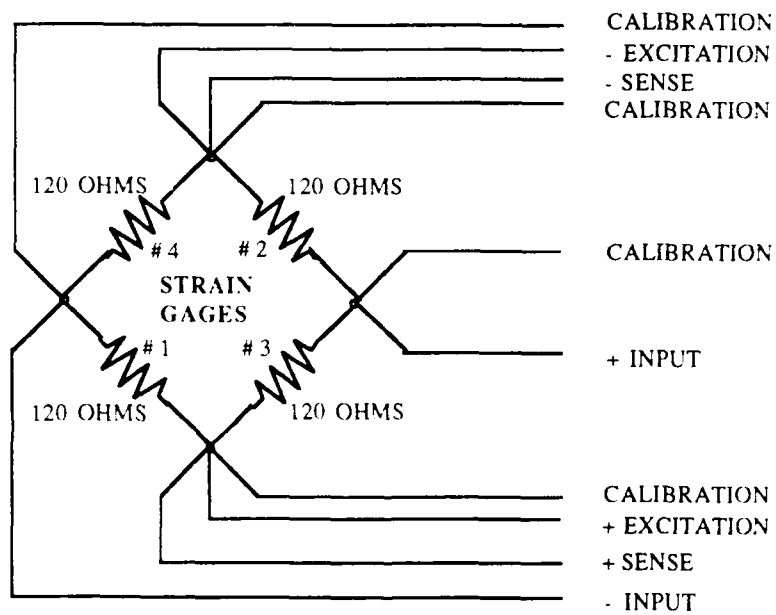 CALIBRATION
- EXCITATION
- SENSE
CALIBRATION
120 OHMS
120 OHMS
#4
#2
CALIBRATION
STRAIN
GAGES
#1
#3
+ INPUT
120 OHMS
120 OHMS
CALIBRATION
+ EXCITATION
+ SENSE
- INPUT